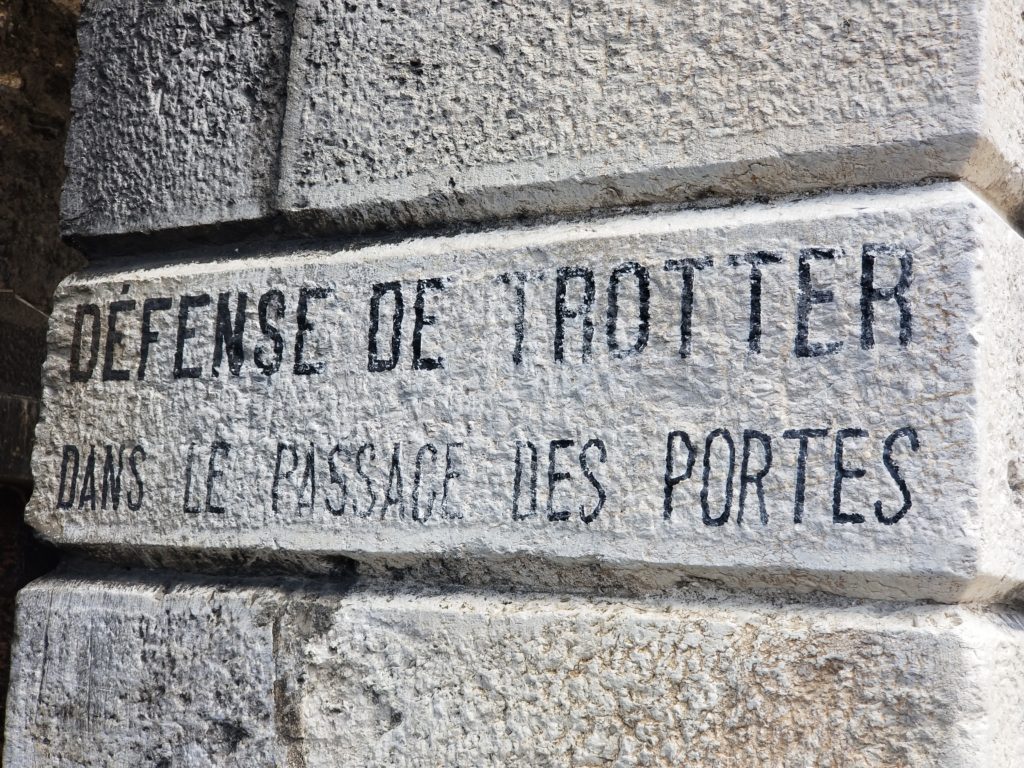 DÉFENSE DE TROTTER
DANS LE PASSAGE DES PORTES